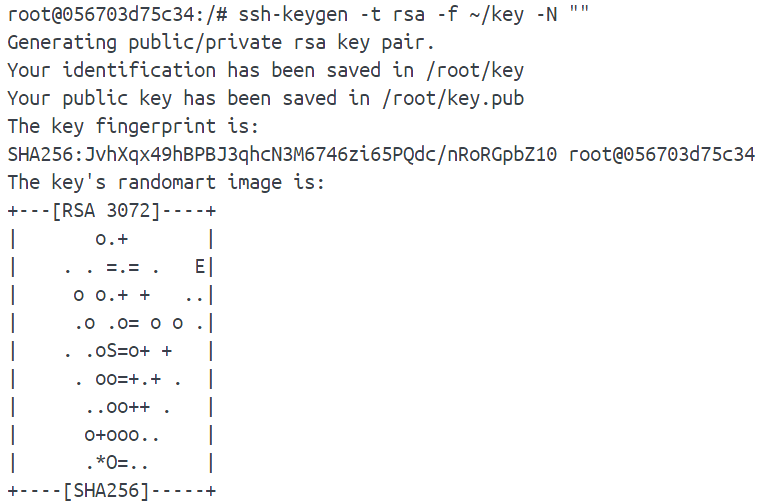 root@056703d75c34:/# ssh-keygen -t rsa -f ~/key -N ""
Generating public/private rsa key pair.
Your identification has been saved in /root/key
Your public key has been saved in /root/key.pub
The key fingerprint is:
SHA256:JvhXqx49hBPBJ3qhcN3M6746zi65PQdc/nRoRGpbZ10 root@056703d75c34
The key's randomart image is:
+---[RSA 3072]----+
|       o.+       |
|    . . =.= .   E|
|     o o.+ +   ..|
|     .o .o= o o .|
|    . .oS=o+ +   |
|     . oo=+.+ .  |
|      ..oo++ .   |
|      o+ooo..    |
|      .*O=..     |
+----[SHA256]-----+